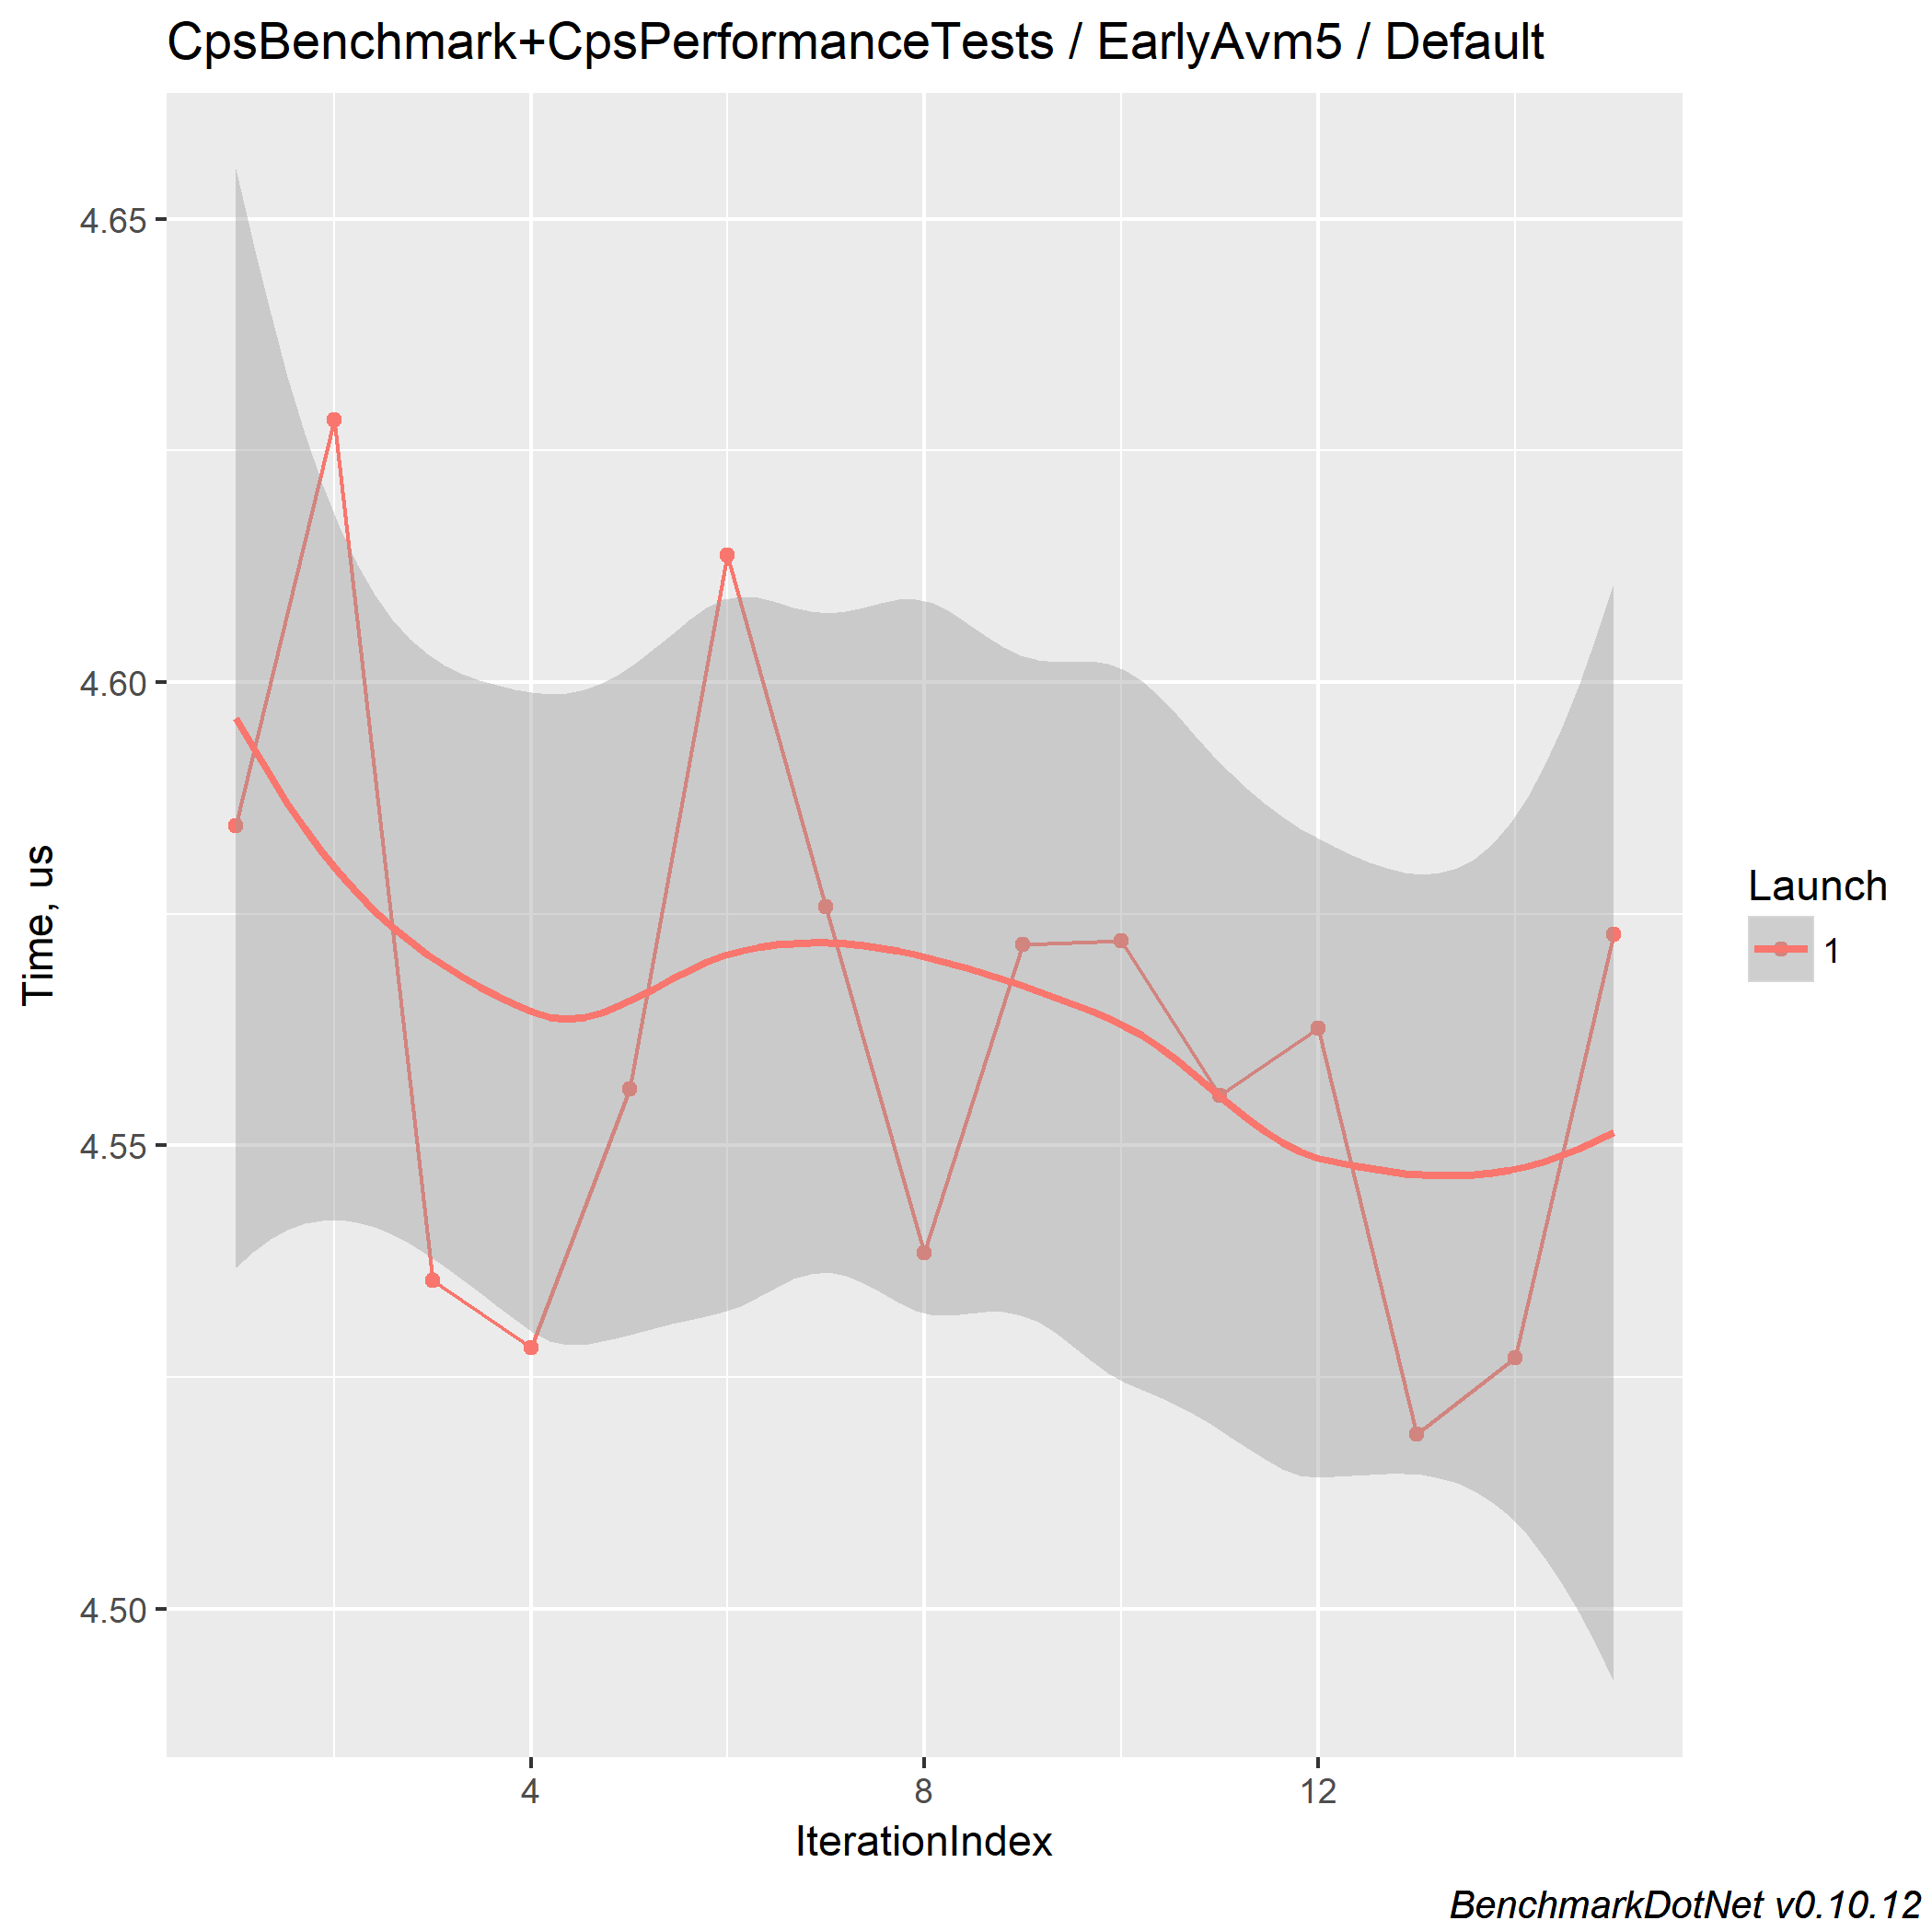 CpsBenchmark+CpsPerformanceTests / EarlyAvm5 / Default
4.65
4.60
4.55
4.50
Time, us
4 8 12
IterationIndex
Launch
1
BenchmarkDotNet v0.10.12